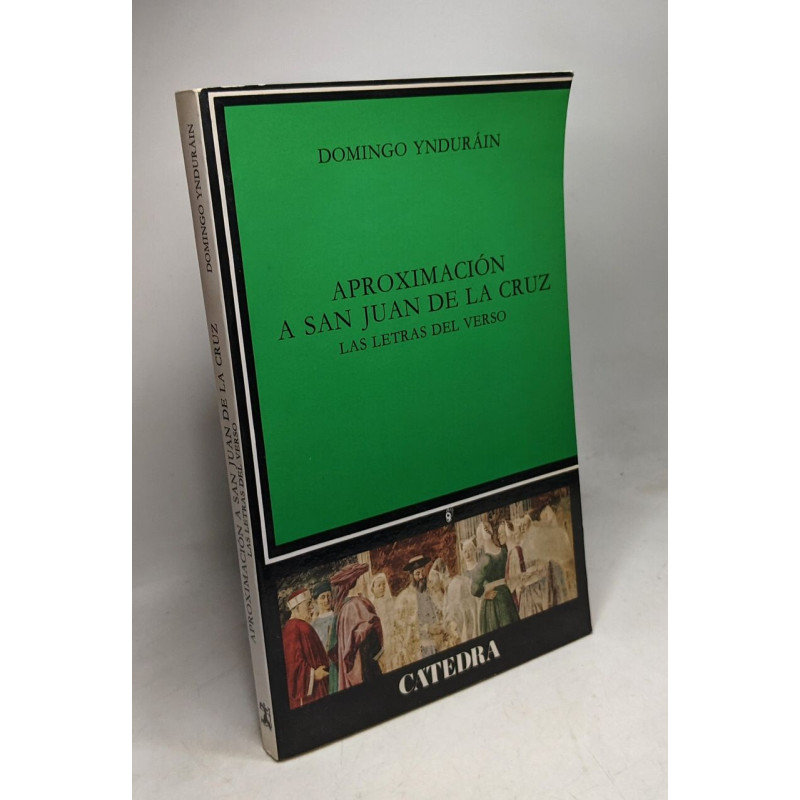 DOMINGO YNDURÁIN
APROXIMACIÓN
A SAN JUAN DE LA CRUZ
LAS LETRAS DEL VERSO
CATEDRA
DOMINGO YNDURÁIN
APROXIMACIÓN A SAN JUAN DE LA CRUZ
LAS LETRAS DEL VERSO